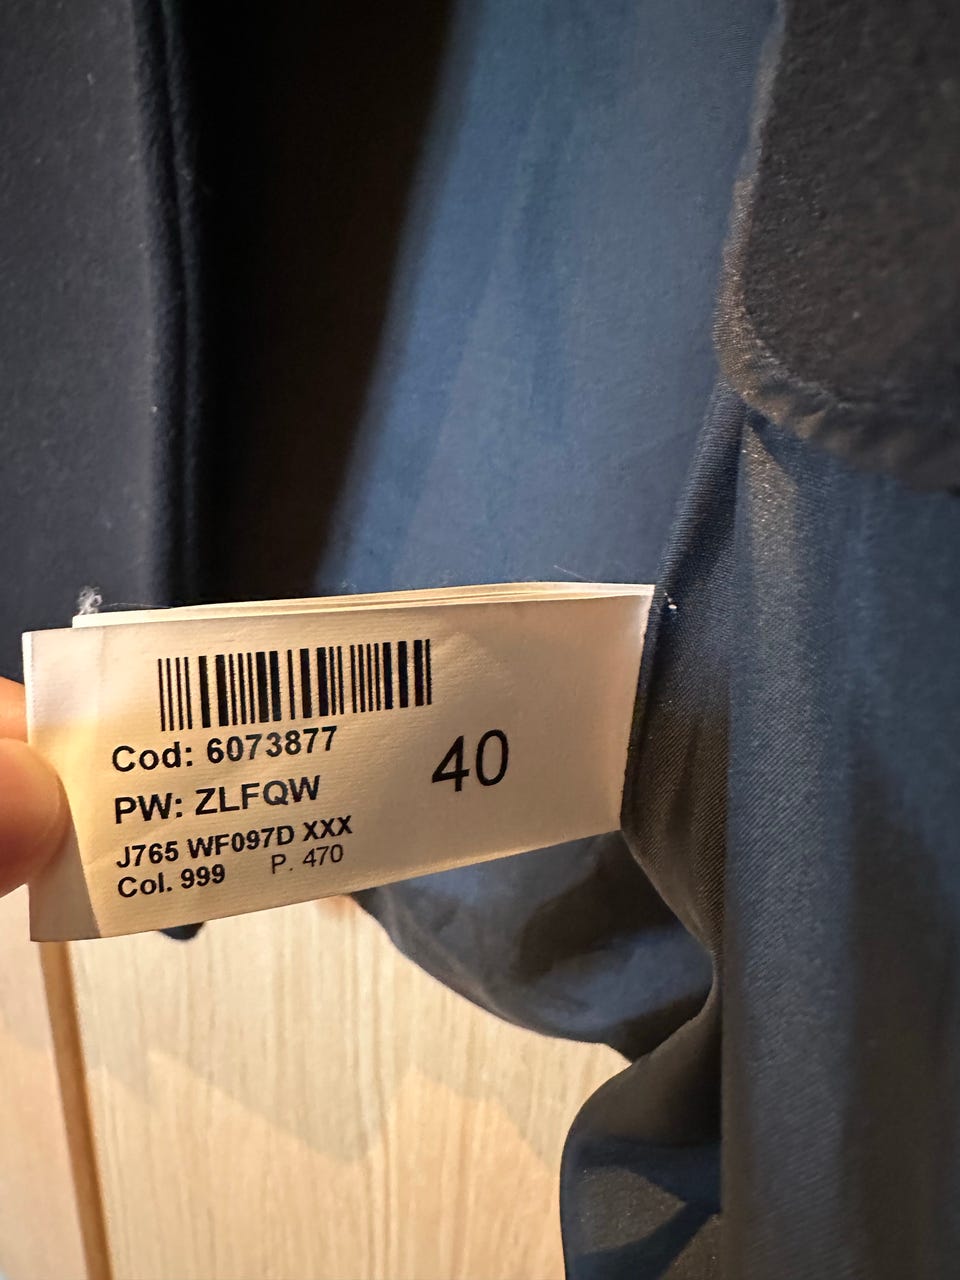 Cod: 6073877
40
PW: ZLFQW
J765 WF097D XXX
Col. 999 P. 470